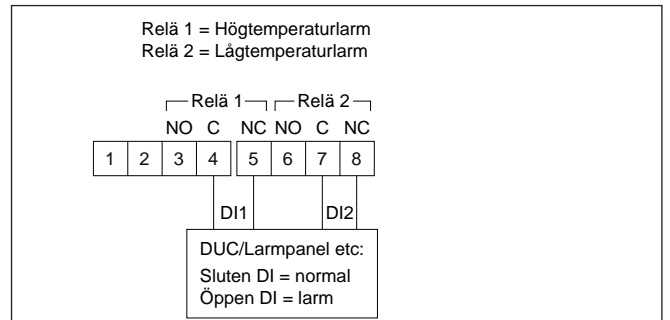 Relä 1 = Högtemperaturlarm
Relä 2 = Lågtemperaturlarm
Relä 1 Relä 2
NO C NC NO C NC
1 2 3 4 5 6 7 8
DI1 DI2
DUC/Larmpanel etc:
Sluten DI = normal
Öppen DI = larm